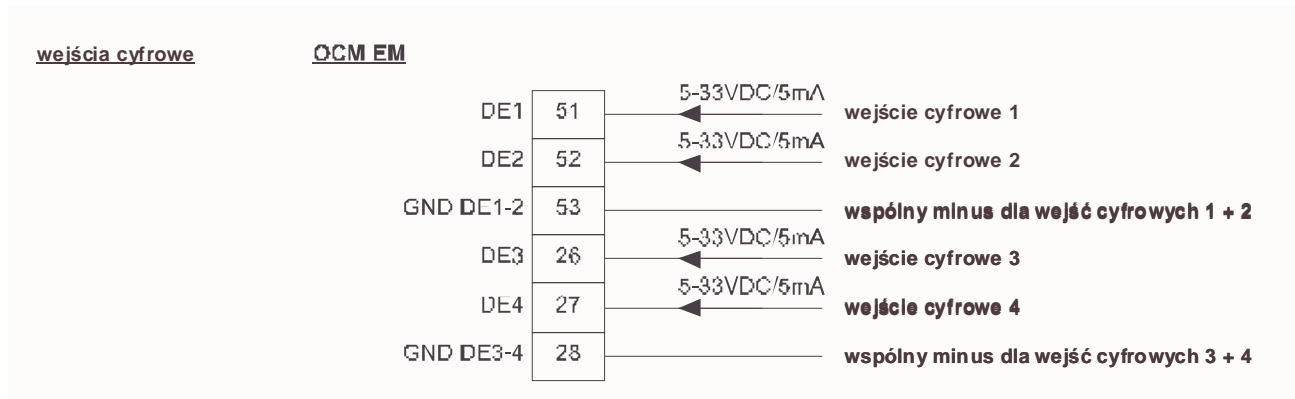 wejścia cyfrowe OCM EM
5-33VDC/5mA
DE1 51 wejście cyfrowe 1
5-33VDC/5mA
DE2 52 wejście cyfrowe 2
GND DE1-2 53 wspólny minus dla wejść cyfrowych 1 + 2
5-33VDC/5mA
DE3 26 wejście cyfrowe 3
5-33VDC/5mA
DE4 27 wejście cyfrowe 4
GND DE3-4 28 wspólny minus dla wejść cyfrowych 3 + 4